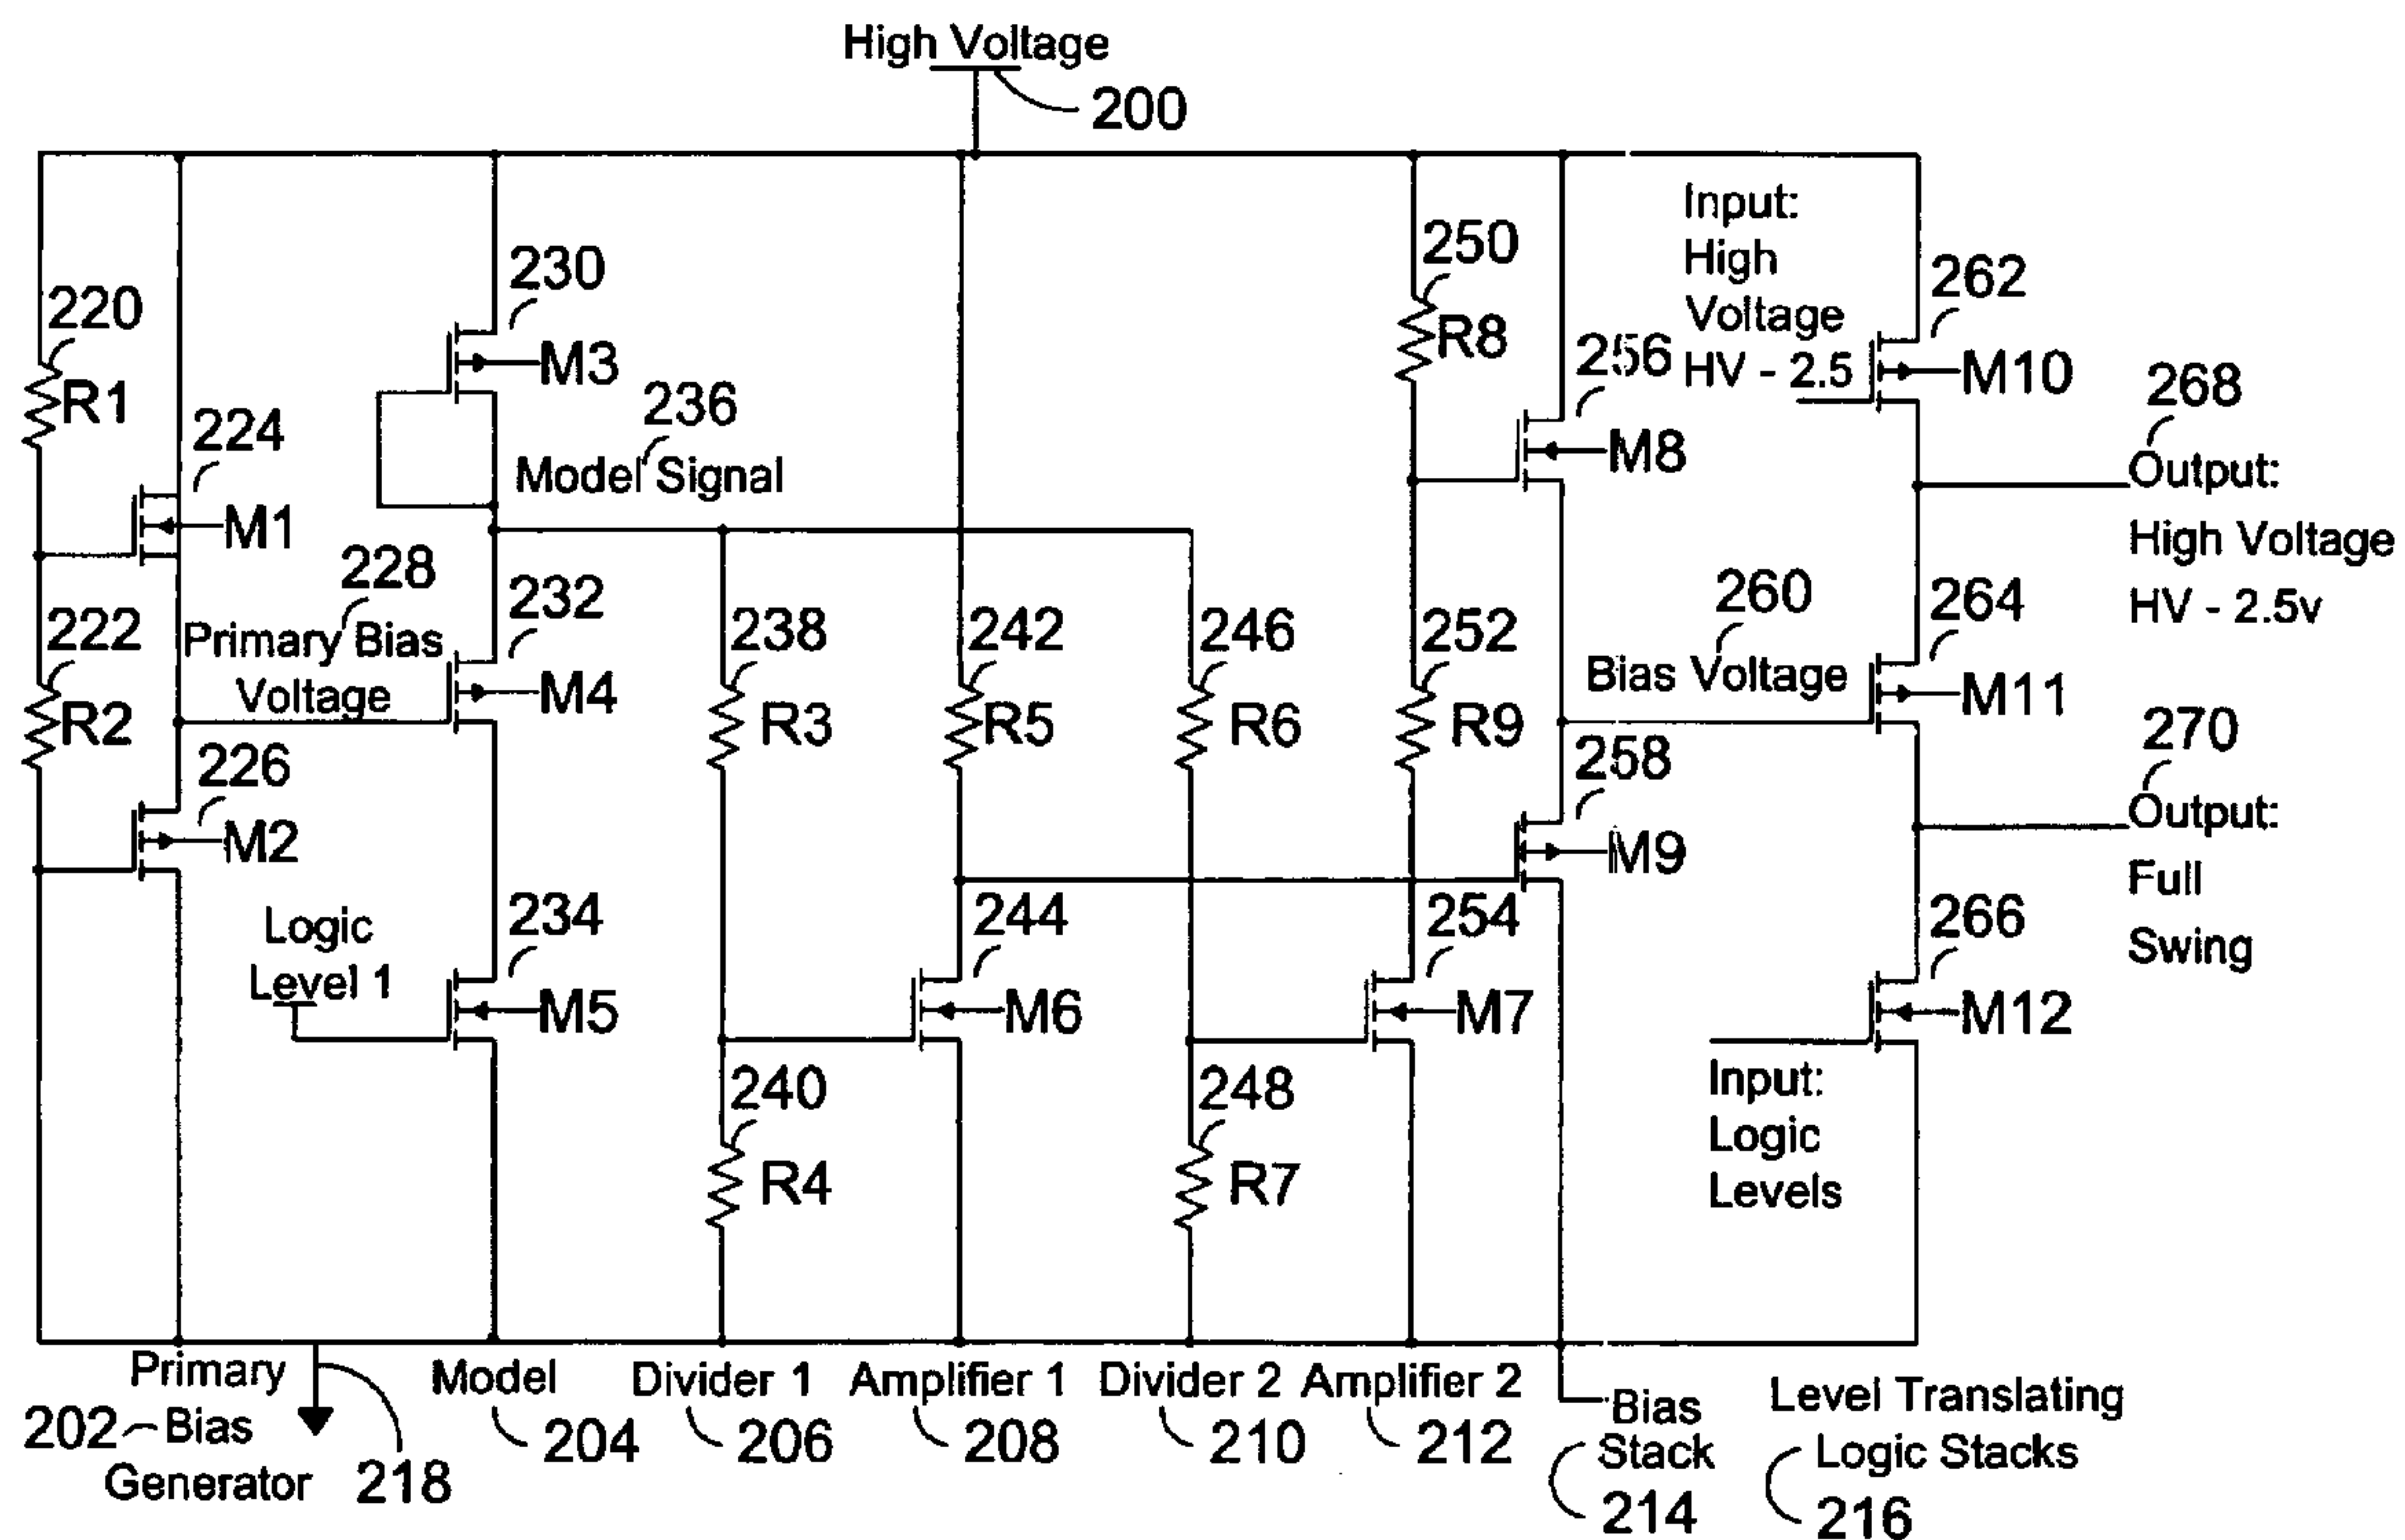 High Voltage
200
Input:
High
Voltage
HV - 2.5
220
R1
224
M1
230
M3
236
Model Signal
250
R8
256
M8
262
M10
268
Output:
High Voltage
HV - 2.5v
228
Primary Bias
Voltage
222
R2
226
M2
232
M4
238
R3
242
R5
246
R6
252
R9
260
Bias Voltage
258
M9
264
M11
270
Output:
Full
Swing
Logic
Level 1
234
M5
244
M6
254
M7
266
M12
240
R4
248
R7
Input:
Logic
Levels
Primary
202 Bias
Generator
218
Model
204
Divider 1
206
Amplifier 1
208
Divider 2
210
Amplifier 2
212
Bias
Stack
214
Level Translating
Logic Stacks
216